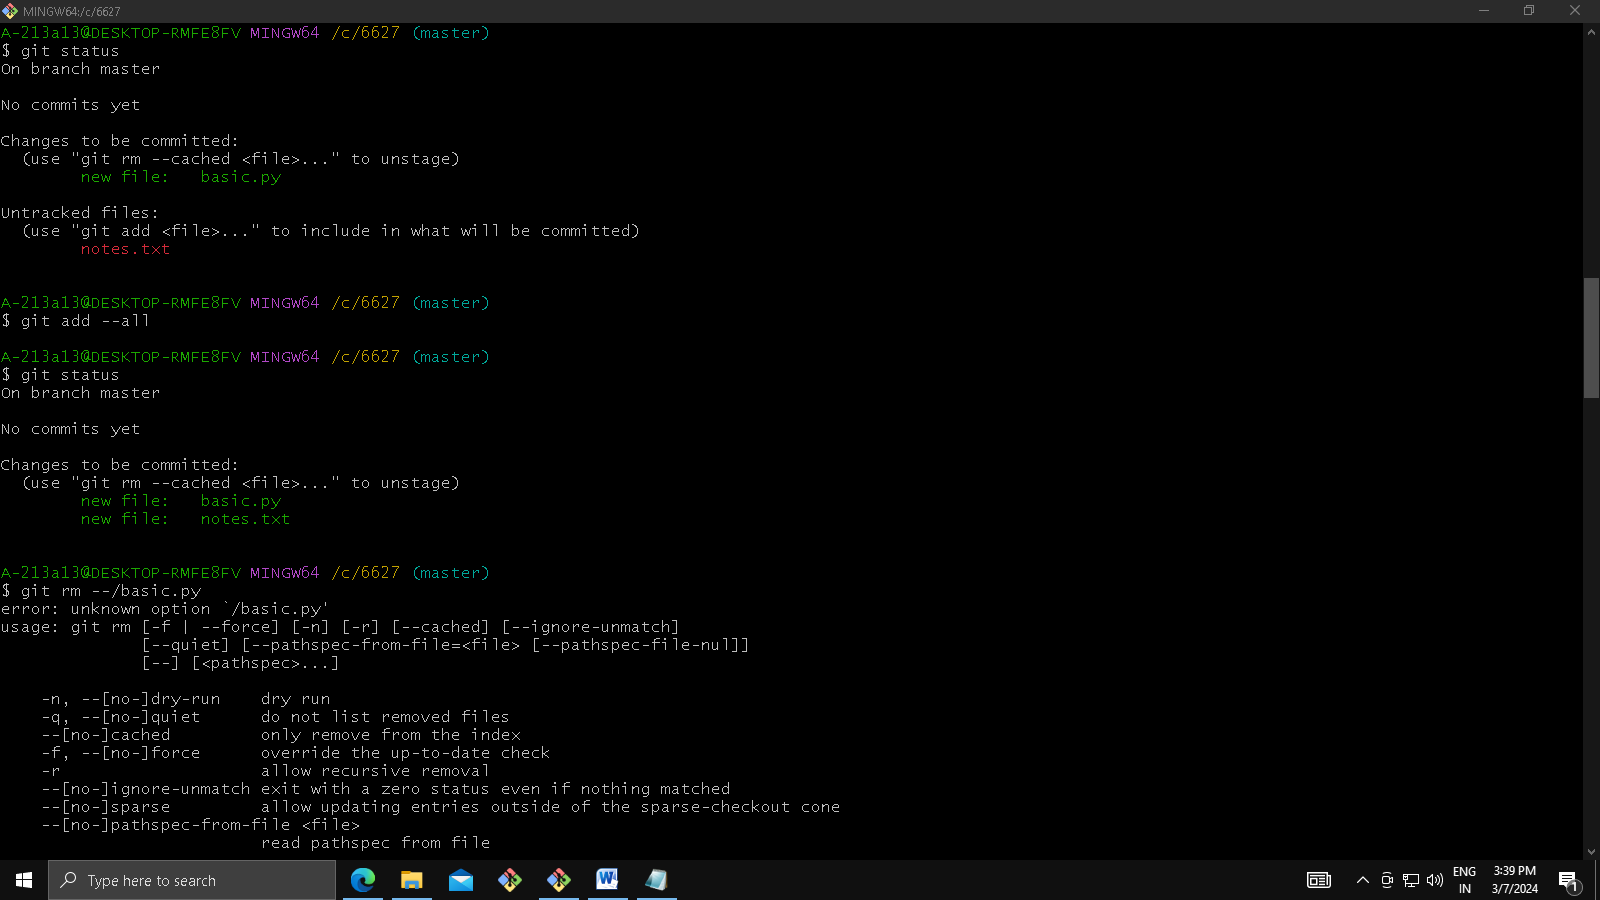 MINGW64:/c/6627
A-213a13@DESKTOP-RMFE8FV MINGW64 /c/6627 (master)
$ git status
On branch master
No commits yet
Changes to be committed:
  (use "git rm --cached <file>..." to unstage)
        new file:   basic.py
Untracked files:
  (use "git add <file>..." to include in what will be committed)
        notes.txt
A-213a13@DESKTOP-RMFE8FV MINGW64 /c/6627 (master)
$ git add --all
A-213a13@DESKTOP-RMFE8FV MINGW64 /c/6627 (master)
$ git status
On branch master
No commits yet
Changes to be committed:
  (use "git rm --cached <file>..." to unstage)
        new file:   basic.py
        new file:   notes.txt
A-213a13@DESKTOP-RMFE8FV MINGW64 /c/6627 (master)
$ git rm --/basic.py
error: unknown option `/basic.py'
usage: git rm [-f | --force] [-n] [-r] [--cached] [--ignore-unmatch]
              [--quiet] [--pathspec-from-file=<file> [--pathspec-file-nul]]
              [--] [<pathspec>...]
    -n, --[no-]dry-run    dry run
    -q, --[no-]quiet      do not list removed files
    --[no-]cached         only remove from the index
    -f, --[no-]force      override the up-to-date check
    -r                    allow recursive removal
    --[no-]ignore-unmatch exit with a zero status even if nothing matched
    --[no-]sparse         allow updating entries outside of the sparse-checkout cone
    --[no-]pathspec-from-file <file>
                          read pathspec from file
Type here to search
W
ENG
IN
3:39 PM
3/7/2024
1